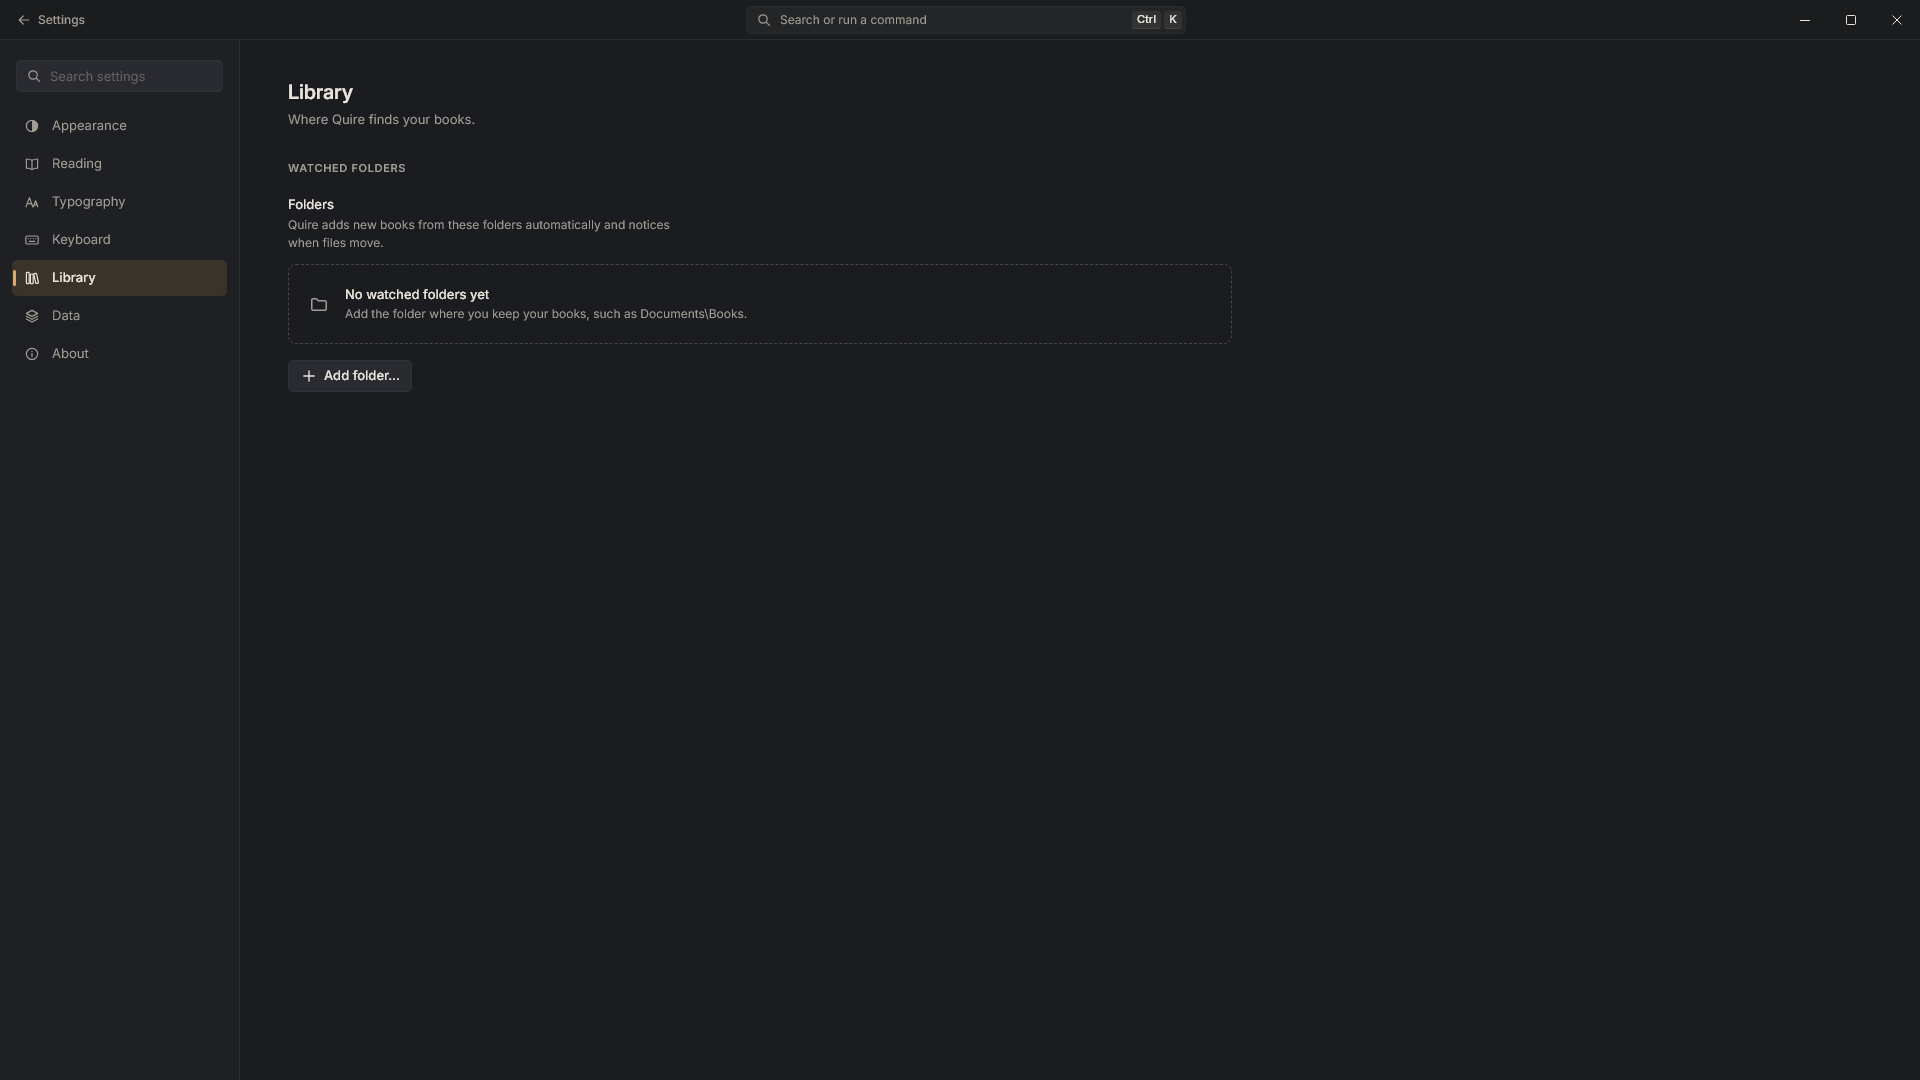 Settings
Search or run a command
Ctrl K
Search settings
Appearance
Reading
Typography
Keyboard
Library
Data
About
Library
Where Quire finds your books.
WATCHED FOLDERS
Folders
Quire adds new books from these folders automatically and notices
when files move.
No watched folders yet
Add the folder where you keep your books, such as Documents\Books.
Add folder...